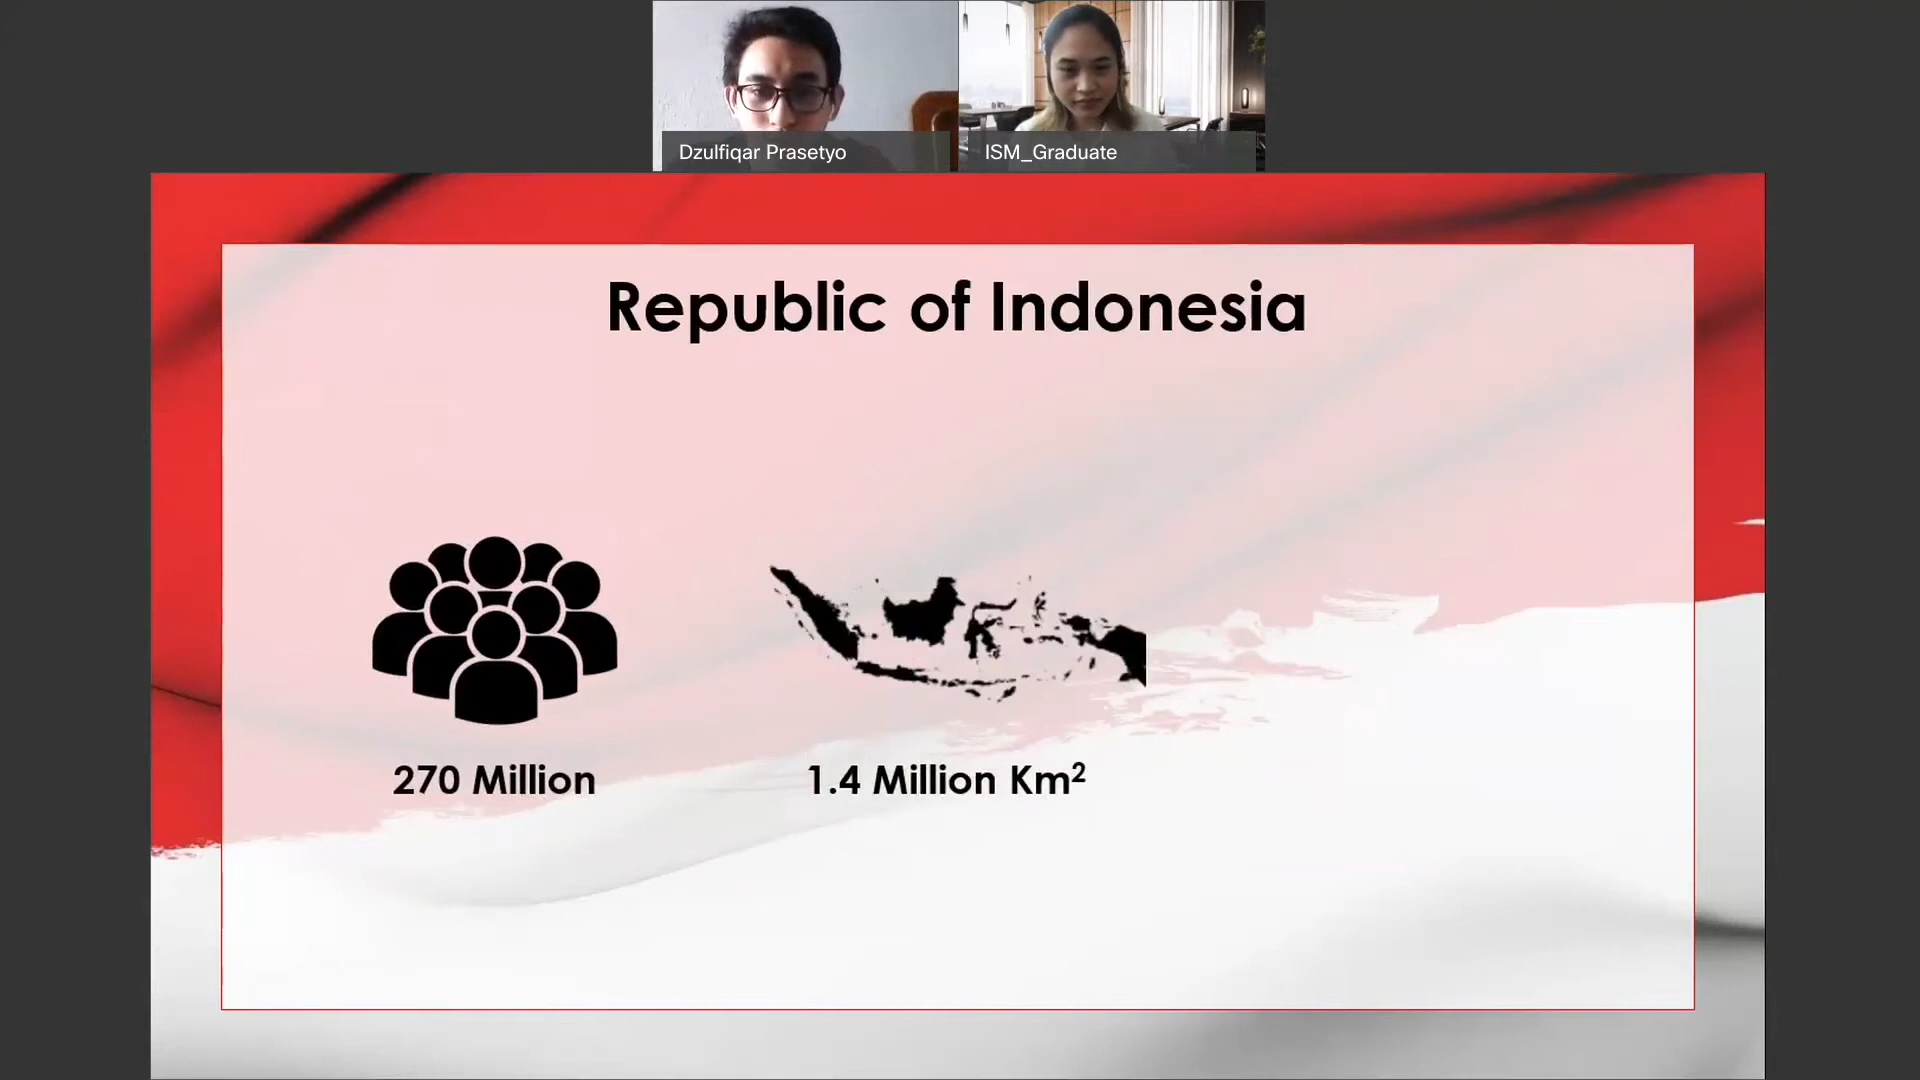 Dzulfiqar Prasetyo
ISM_Graduate
Republic of Indonesia
270 Million
1.4 Million Km²